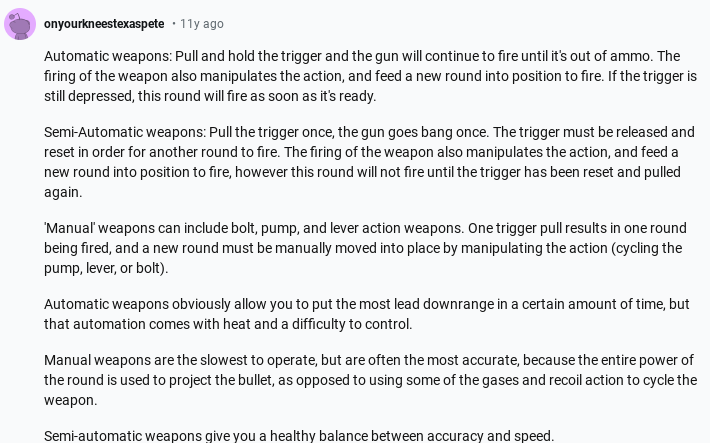 onyourkneestexaspete • 11y ago
Automatic weapons: Pull and hold the trigger and the gun will continue to fire until it's out of ammo. The
firing of the weapon also manipulates the action, and feed a new round into position to fire. If the trigger is
still depressed, this round will fire as soon as it's ready.
Semi-Automatic weapons: Pull the trigger once, the gun goes bang once. The trigger must be released and
reset in order for another round to fire. The firing of the weapon also manipulates the action, and feed a
new round into position to fire, however this round will not fire until the trigger has been reset and pulled
again.
'Manual' weapons can include bolt, pump, and lever action weapons. One trigger pull results in one round
being fired, and a new round must be manually moved into place by manipulating the action (cycling the
pump, lever, or bolt).
Automatic weapons obviously allow you to put the most lead downrange in a certain amount of time, but
that automation comes with heat and a difficulty to control.
Manual weapons are the slowest to operate, but are often the most accurate, because the entire power of
the round is used to project the bullet, as opposed to using some of the gases and recoil action to cycle the
weapon.
Semi-automatic weapons give you a healthy balance between accuracy and speed.